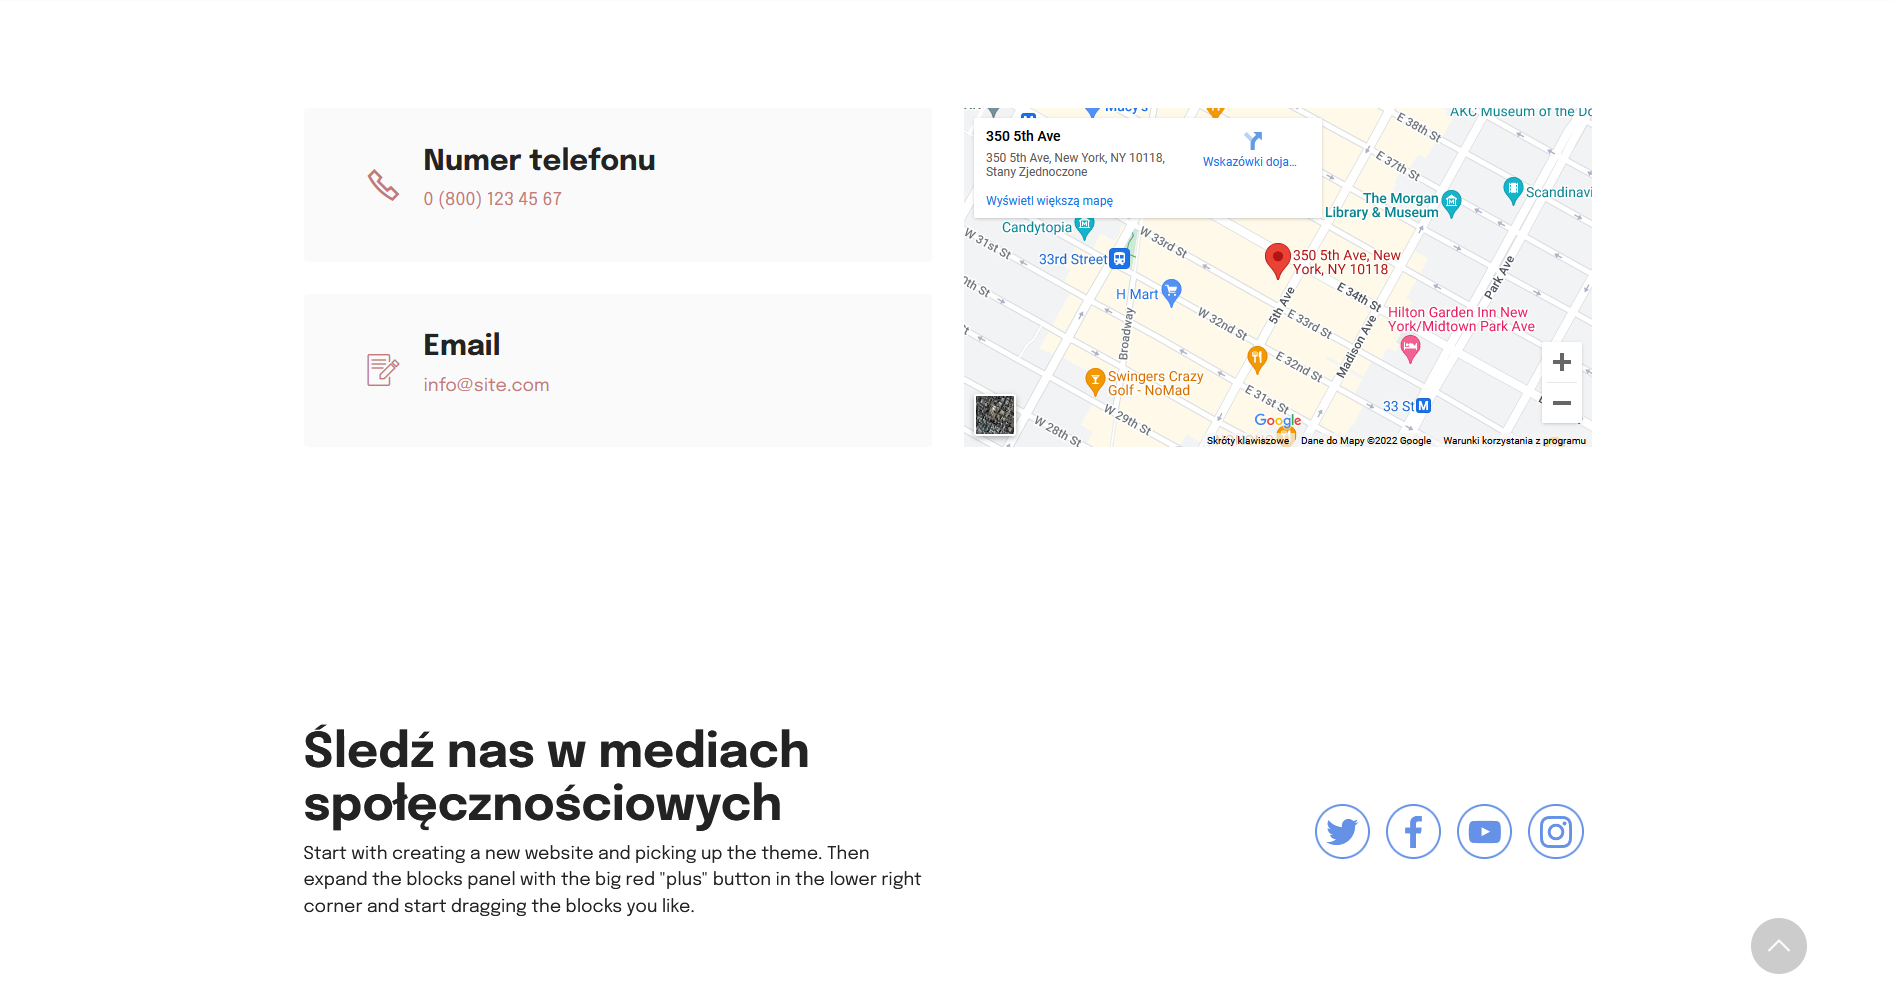 Numer telefonu
0 (800) 123 45 67
Email
info@site.com
Macy's
AKC Museum of the Do
350 5th Ave
350 5th Ave, New York, NY 10118,
Stany Zjednoczone
Wskazówki doja...
Wyświetl większą mapę
E 38th St
E 37th St
The Morgan
Library & Museum
Scandinavi
Candytopia
W 31st St
33rd Street
W 33rd St
350 5th Ave, New
York, NY 10118
H Mart
W 32nd St
Broadway
5th Ave
E 34th St
E 33rd St
Madison Ave
Park Ave
Hilton Garden Inn New
York/Midtown Park Ave
E 32nd St
Swingers Crazy
Golf - NoMad
E 31st St
W 29th St
W 28th St
33 St
M
Google
Skróty klawiszowe
Dane do Mapy ©2022 Google
Warunki korzystania z programu
Śledź nas w mediach
społęcznościowych
Start with creating a new website and picking up the theme. Then
expand the blocks panel with the big red "plus" button in the lower right
corner and start dragging the blocks you like.